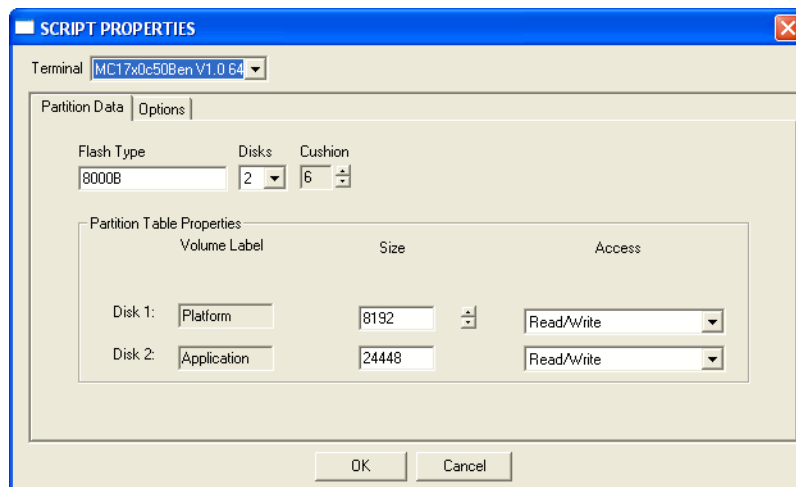 SCRIPT PROPERTIES
Terminal MC17x0c50Ben V1.0 64
Partition Data Options
Flash Type Disks Cushion
8000B 2 6
Partition Table Properties
Volume Label Size Access
Disk 1: Platform 8192 Read/Write
Disk 2: Application 24448 Read/Write
OK Cancel